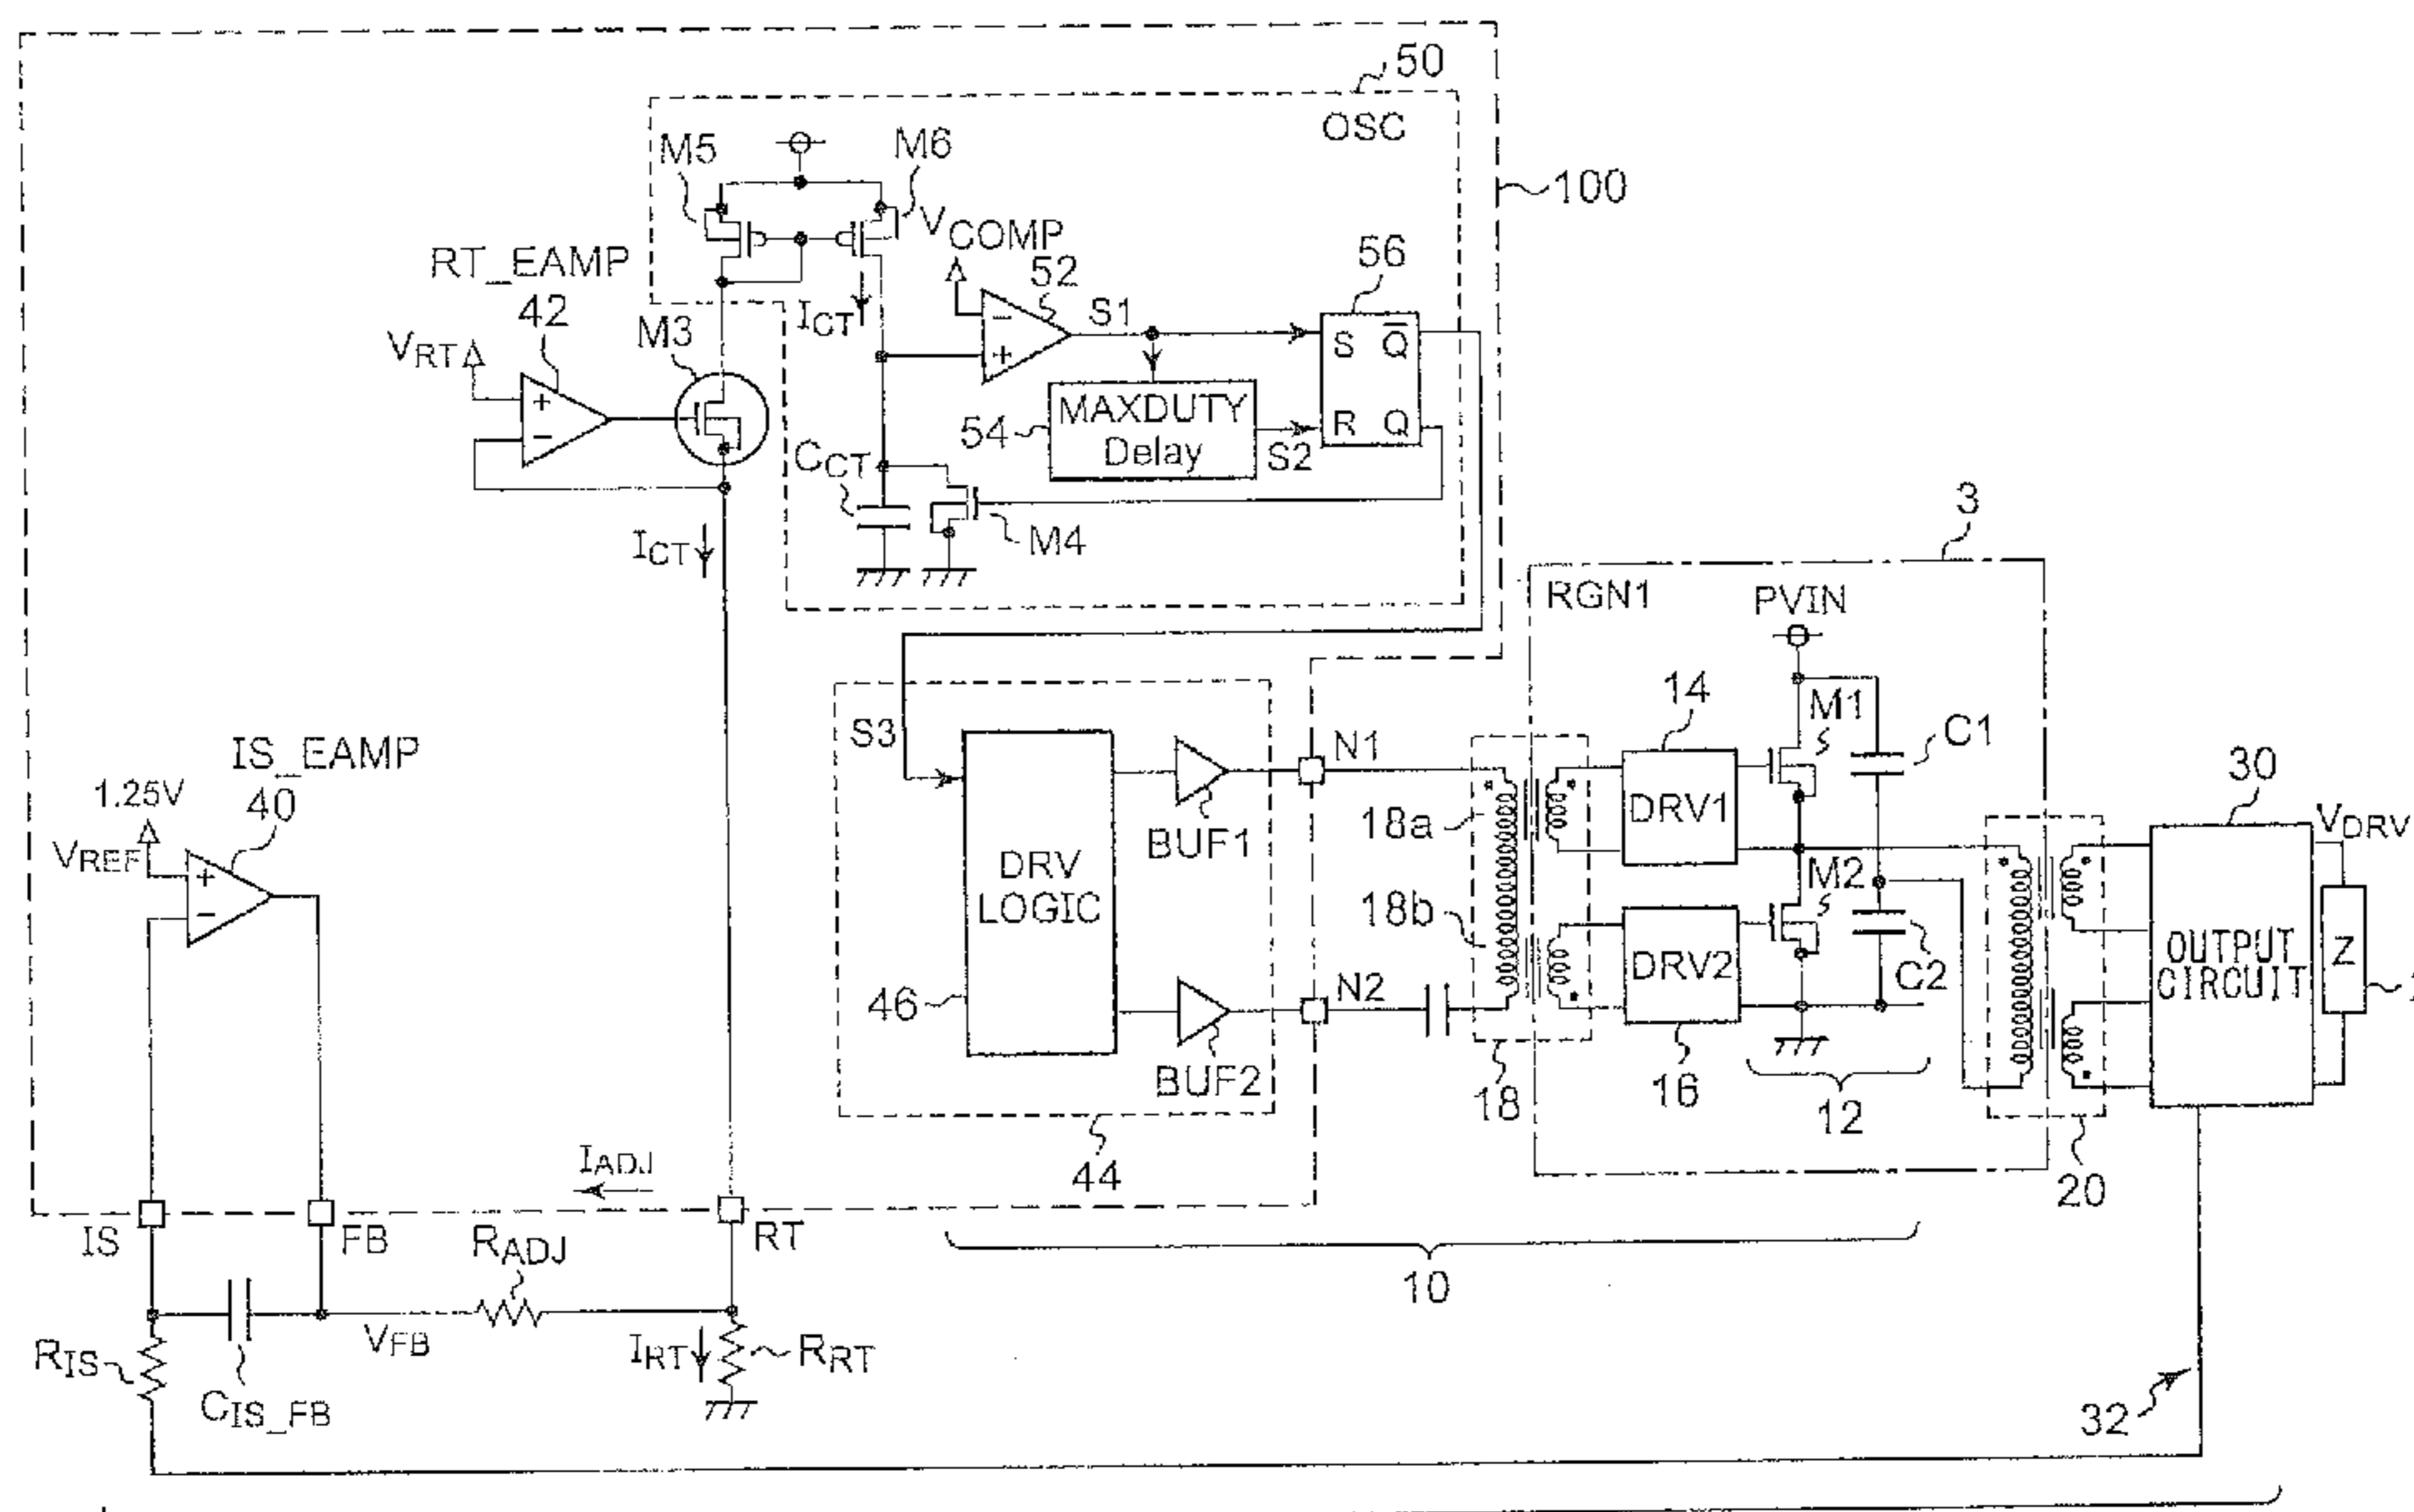 50
OSC
M5
M6
100
VCOMP
52
56
RT_EAMP
42
M3
ICT
S1
S Q̅
VRT
+
−
−
+
MAXDUTY
Delay
54
S2
R Q
CCT
M4
ICT
3
RGN1
PVIN
14
M1
C1
S3
N1
30
IS_EAMP
1.25V
40
VREF
+
−
18a
DRV1
VDRV
BUF1
DRV
LOGIC
M2
18b
DRV2
C2
OUTPUT
CIRCUIT
Z
46
N2
BUF2
18
16
12
20
IADJ
44
IS
FB
RADJ
RT
10
VFB
IRT
RRT
RIS
CIS_FB
32